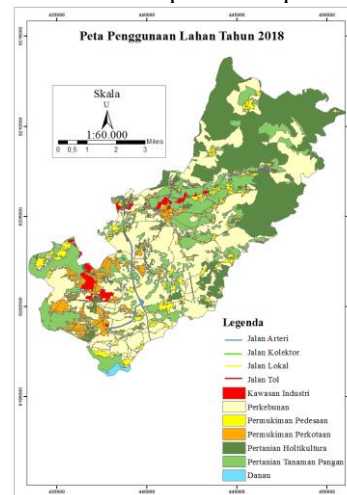 Peta Penggunaan Lahan Tahun 2018
Skala
U
1:60.000
0 0,5 1 2 3 Miles
Legenda
Jalan Arteri
Jalan Kolektor
Jalan Lokal
Jalan Tol
Kawasan Industri
Perkebunan
Permukiman Pedesaan
Permukiman Perkotaan
Pertanian Holtikultura
Pertanian Tanaman Pangan
Danau